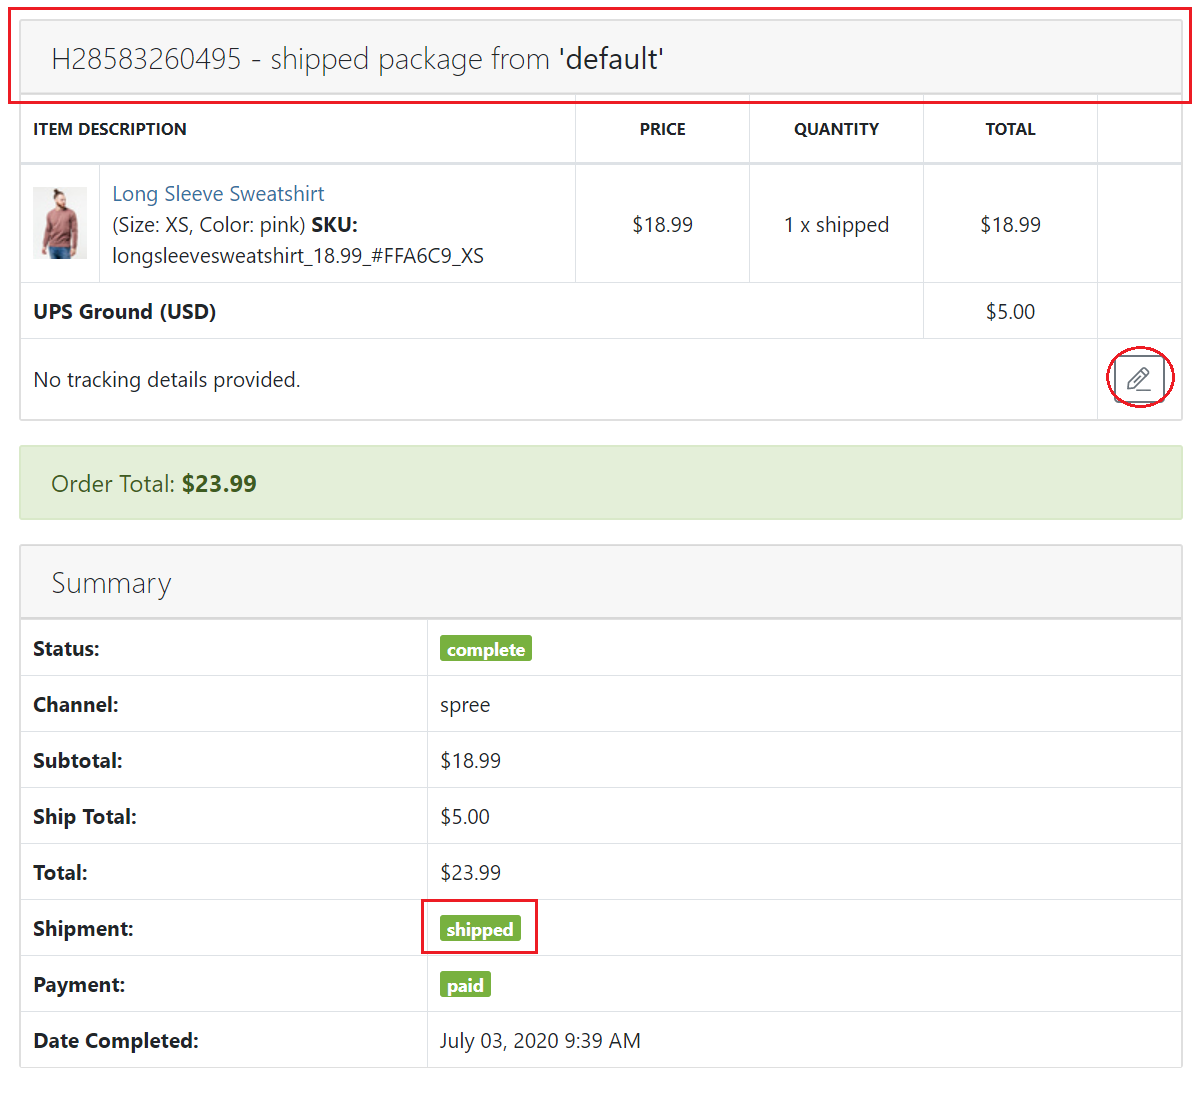 H28583260495 - shipped package from 'default'
ITEM DESCRIPTION PRICE QUANTITY TOTAL
Long Sleeve Sweatshirt
(Size: XS, Color: pink) SKU: $18.99 1 x shipped $18.99
longsleevesweatshirt_18.99_#FFA6C9_XS
UPS Ground (USD) $5.00
No tracking details provided.
Order Total: $23.99
Summary
Status: complete
Channel: spree
Subtotal: $18.99
Ship Total: $5.00
Total: $23.99
Shipment: shipped
Payment: paid
Date Completed: July 03, 2020 9:39 AM